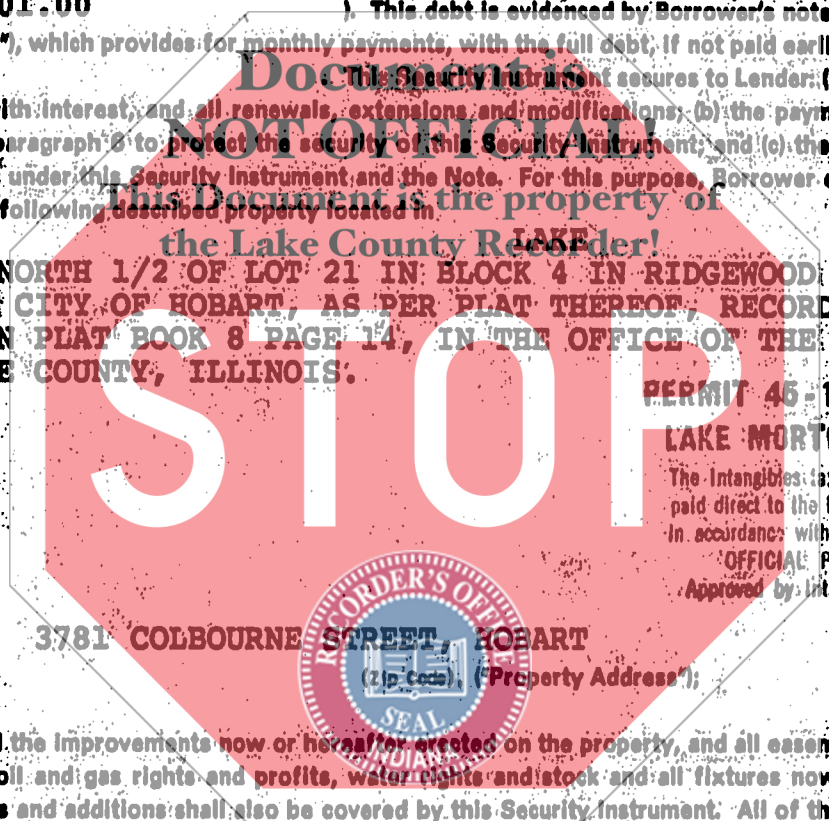 01.00 ). This debt is evidenced by Borrower's note
"), which provides for monthly payments, with the full debt, if not paid earli
Document is
. This Security Instrument secures to Lender: (
ith interest, and all renewals, extensions and modifications; (b) the paym
NOT OFFICIAL!
aragraph 6 to protect the security of this Security Instrument; and (c) the
under this Security Instrument and the Note. For this purpose, Borrower
This Document is the property of
ollowing described property located in
the Lake County Recorder!
LAKE
NORTH 1/2 OF LOT 21 IN BLOCK 4 IN RIDGEWOOD
CITY OF HOBART, AS PER PLAT THEREOF, RECORD
N PLAT BOOK 8 PAGE 14, IN THE OFFICE OF THE
E COUNTY, ILLINOIS.
STOP
PERMIT 45-
LAKE MORT
The Intangibles
paid direct to the
in accordance with
OFFICIAL
Approved by Int
RECORDER'S OFFICE
3781 COLBOURNE STREET, HOBART
(Zip Code), ("Property Address");
SEAL
INDIANA
l the improvements now or hereafter erected on the property, and all easem
oil and gas rights and profits, water rights and stock and all fixtures now
s and additions shall also be covered by this Security Instrument. All of th